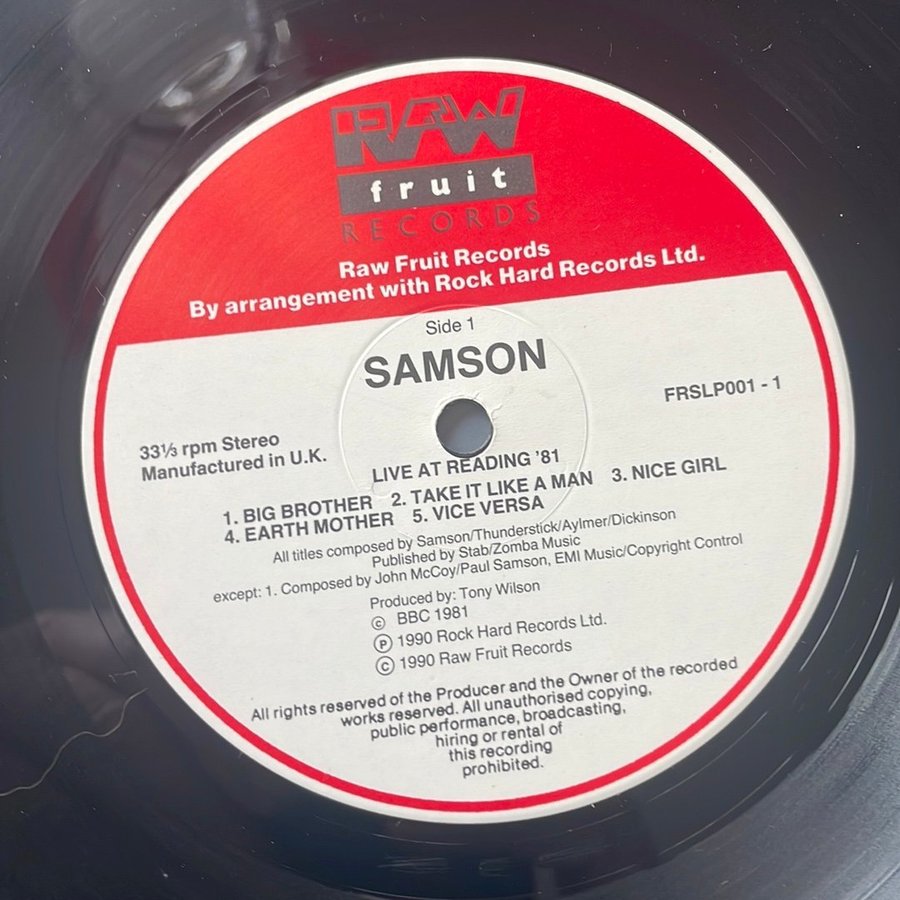 RAW
fruit
RECORDS
Raw Fruit Records
By arrangement with Rock Hard Records Ltd.
Side 1
SAMSON
FRSLP001 - 1
33⅓ rpm Stereo
Manufactured in U.K.
LIVE AT READING '81
1. BIG BROTHER 2. TAKE IT LIKE A MAN 3. NICE GIRL
4. EARTH MOTHER 5. VICE VERSA
All titles composed by Samson/Thunderstick/Aylmer/Dickinson
Published by Stab/Zomba Music
except: 1. Composed by John McCoy/Paul Samson, EMI Music/Copyright Control
Produced by: Tony Wilson
© BBC 1981
℗ 1990 Rock Hard Records Ltd.
© 1990 Raw Fruit Records
All rights reserved of the Producer and the Owner of the recorded
works reserved. All unauthorised copying,
public performance, broadcasting,
hiring or rental of
this recording
prohibited.